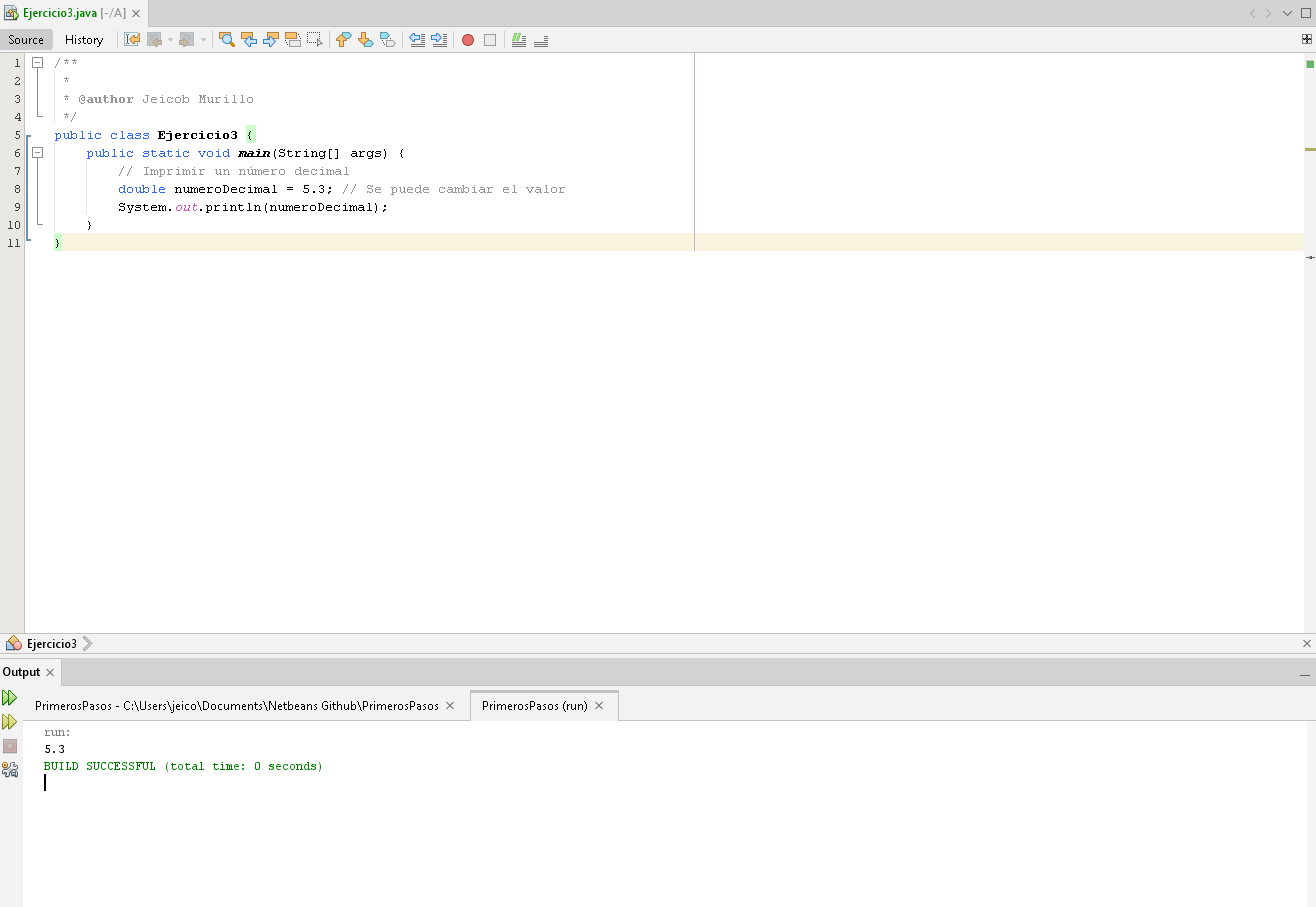 Ejercicio3.java [-/A]
Source History
1 /**
2 *
3 * @author Jeicob Murillo
4 */
5 public class Ejercicio3 {
6 public static void main(String[] args) {
7 // Imprimir un número decimal
8 double numeroDecimal = 5.3; // Se puede cambiar el valor
9 System.out.println(numeroDecimal);
10 }
11 }
Ejercicio3
Output
PrimerosPasos - C:\Users\jeico\Documents\Netbeans Github\PrimerosPasos PrimerosPasos (run)
run:
5.3
BUILD SUCCESSFUL (total time: 0 seconds)